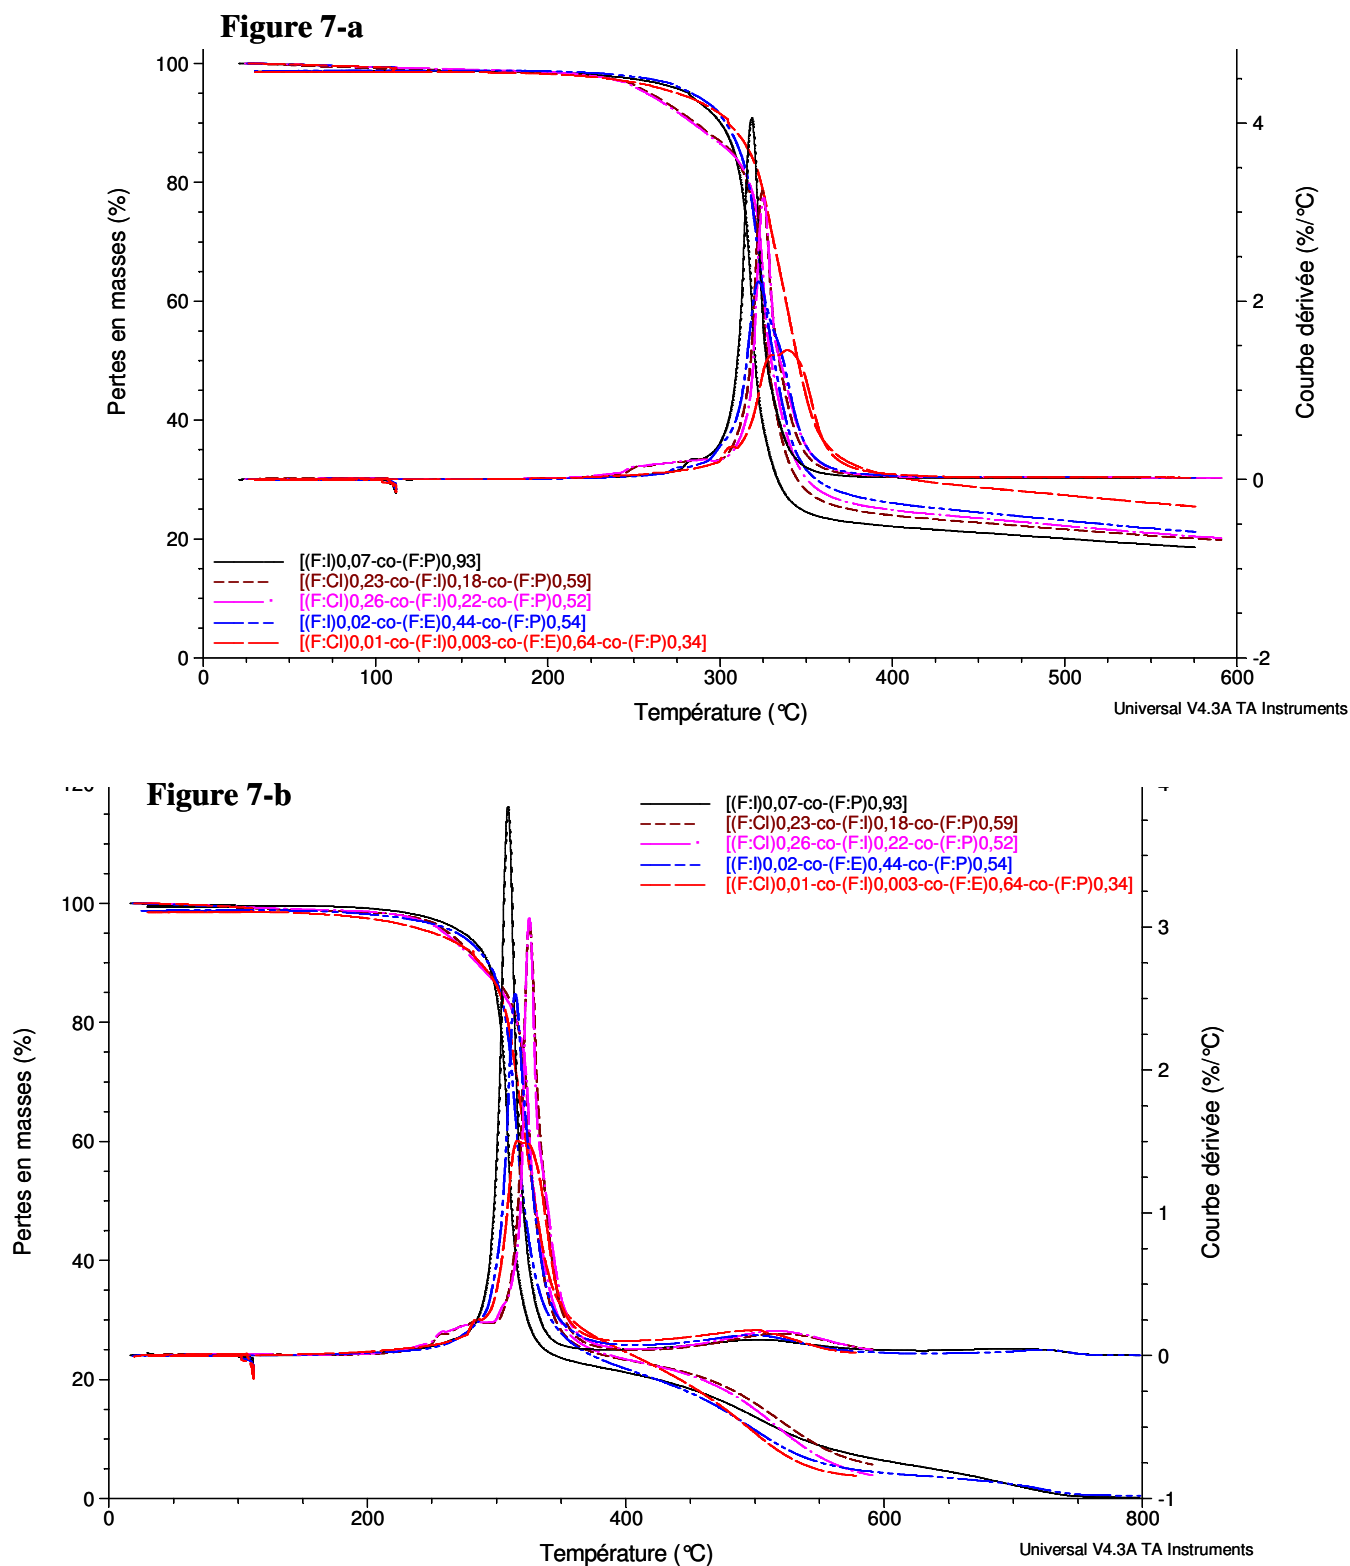 Figure 7-a
100
80
60
40
20
0
Pertes en masses (%)
4
2
0
-2
Courbe dérivée (%/°C)
[(F:I)0,07-co-(F:P)0,93]
[(F:Cl)0,23-co-(F:I)0,18-co-(F:P)0,59]
[(F:Cl)0,26-co-(F:I)0,22-co-(F:P)0,52]
[(F:I)0,02-co-(F:E)0,44-co-(F:P)0,54]
[(F:Cl)0,01-co-(F:I)0,003-co-(F:E)0,64-co-(F:P)0,34]
0 100 200 300 400 500 600
Température (°C)
Universal V4.3A TA Instruments
Figure 7-b
120
100
80
60
40
20
0
Pertes en masses (%)
4
3
2
1
0
-1
Courbe dérivée (%/°C)
[(F:I)0,07-co-(F:P)0,93]
[(F:Cl)0,23-co-(F:I)0,18-co-(F:P)0,59]
[(F:Cl)0,26-co-(F:I)0,22-co-(F:P)0,52]
[(F:I)0,02-co-(F:E)0,44-co-(F:P)0,54]
[(F:Cl)0,01-co-(F:I)0,003-co-(F:E)0,64-co-(F:P)0,34]
0 200 400 600 800
Température (°C)
Universal V4.3A TA Instruments